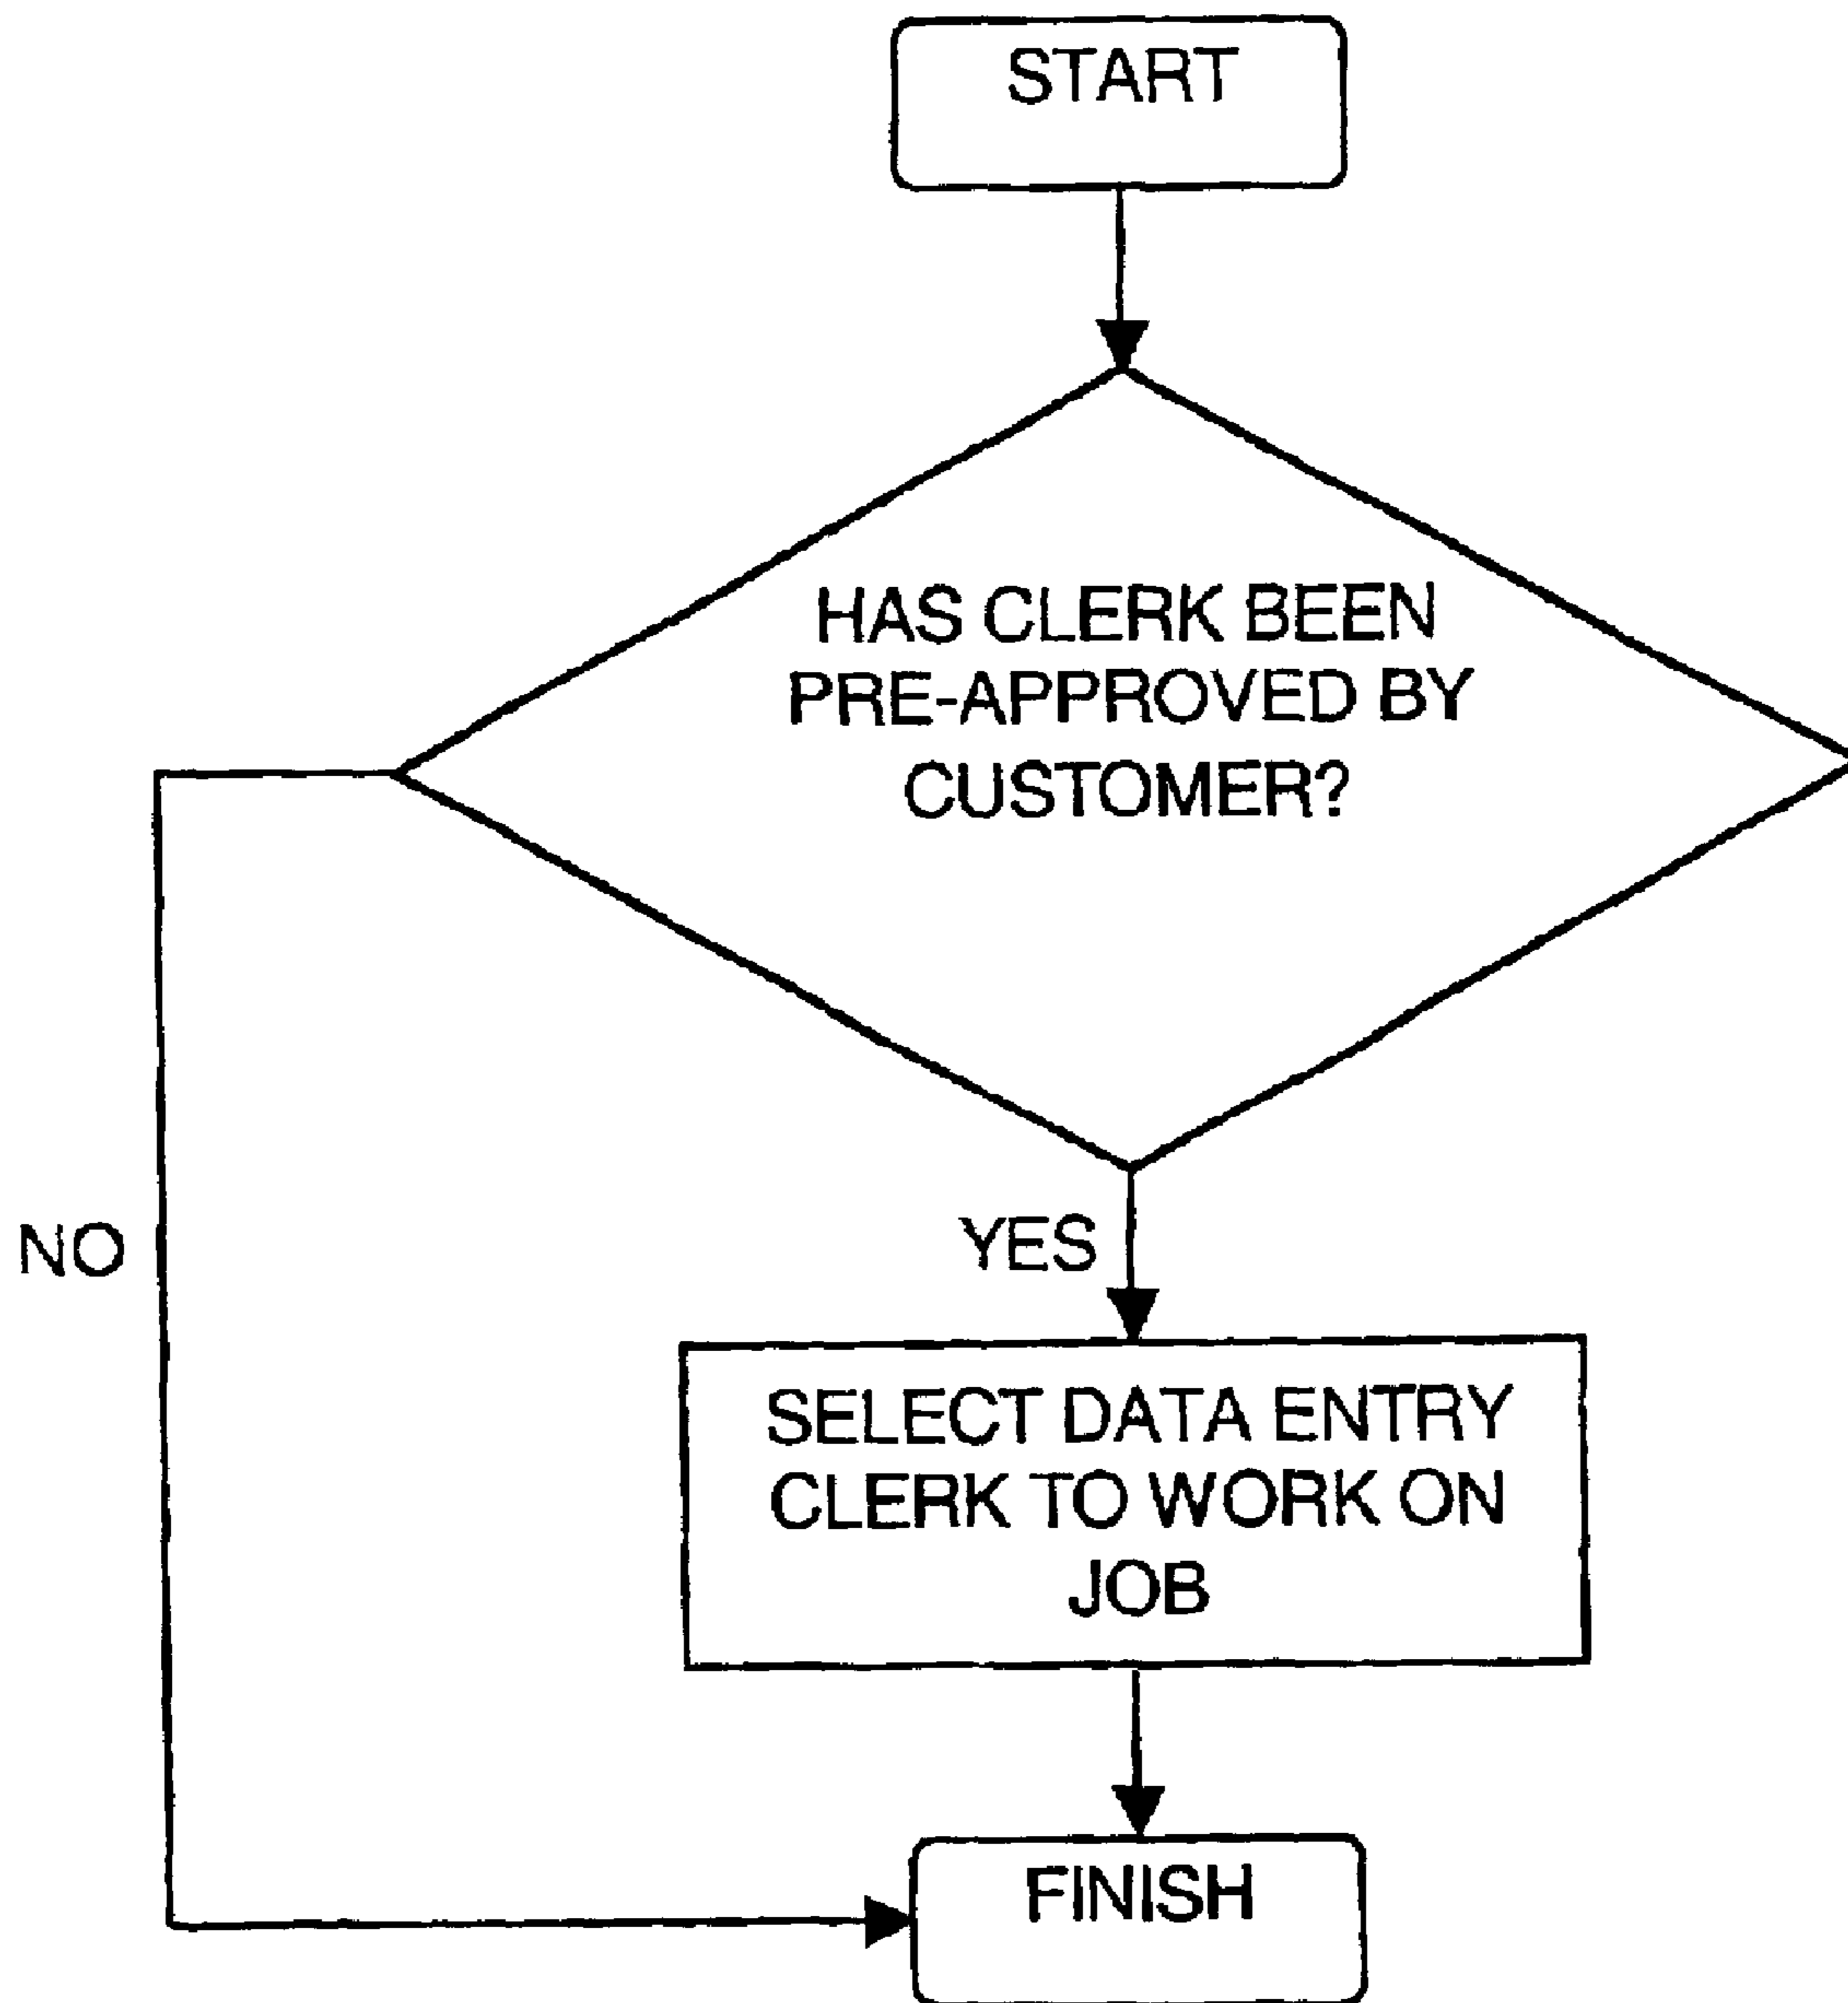 START
HAS CLERK BEEN
PRE-APPROVED BY
CUSTOMER?
NO
YES
SELECT DATA ENTRY
CLERK TO WORK ON
JOB
FINISH